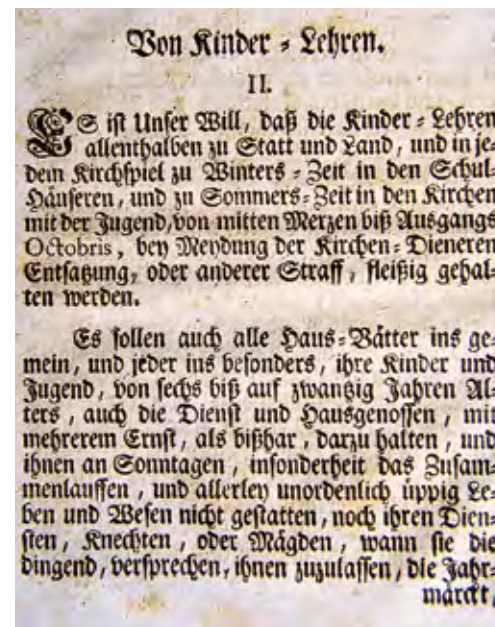 Von Kinder-Lehren.
II.
ES ist Unser Will, daß die Kinder-Lehren
allenthalben zu Statt und Land, und in je-
dem Kirchspiel zu Winters-Zeit in den Schul-
Häuseren, und zu Sommers-Zeit in den Kirchen
mit der Jugend, von mitten Merzen biß Ausgangs
Octobris, bey Meydung der Kirchen-Dieneren
Entsatzung, oder anderer Straff, fleißig gehal-
ten werden.
Es sollen auch alle Haus-Vätter ins ge-
mein, und jeder ins besonders, ihre Kinder und
Jugend, von sechs biß auf zwantzig Jahren Al-
ters, auch die Dienst und Hausgenossen, mit
mehrerem Ernst, als bißhar, darzu halten, und
ihnen an Sonntagen, insonderheit das Zusam-
menlauffen, und allerley unordenlich üppig Le-
ben und Wesen nicht gestatten, noch ihren Dien-
sten, Knechten, oder Mägden, wann sie die
dingend, versprechen, ihnen zuzulassen, die Jahr-
märckt,